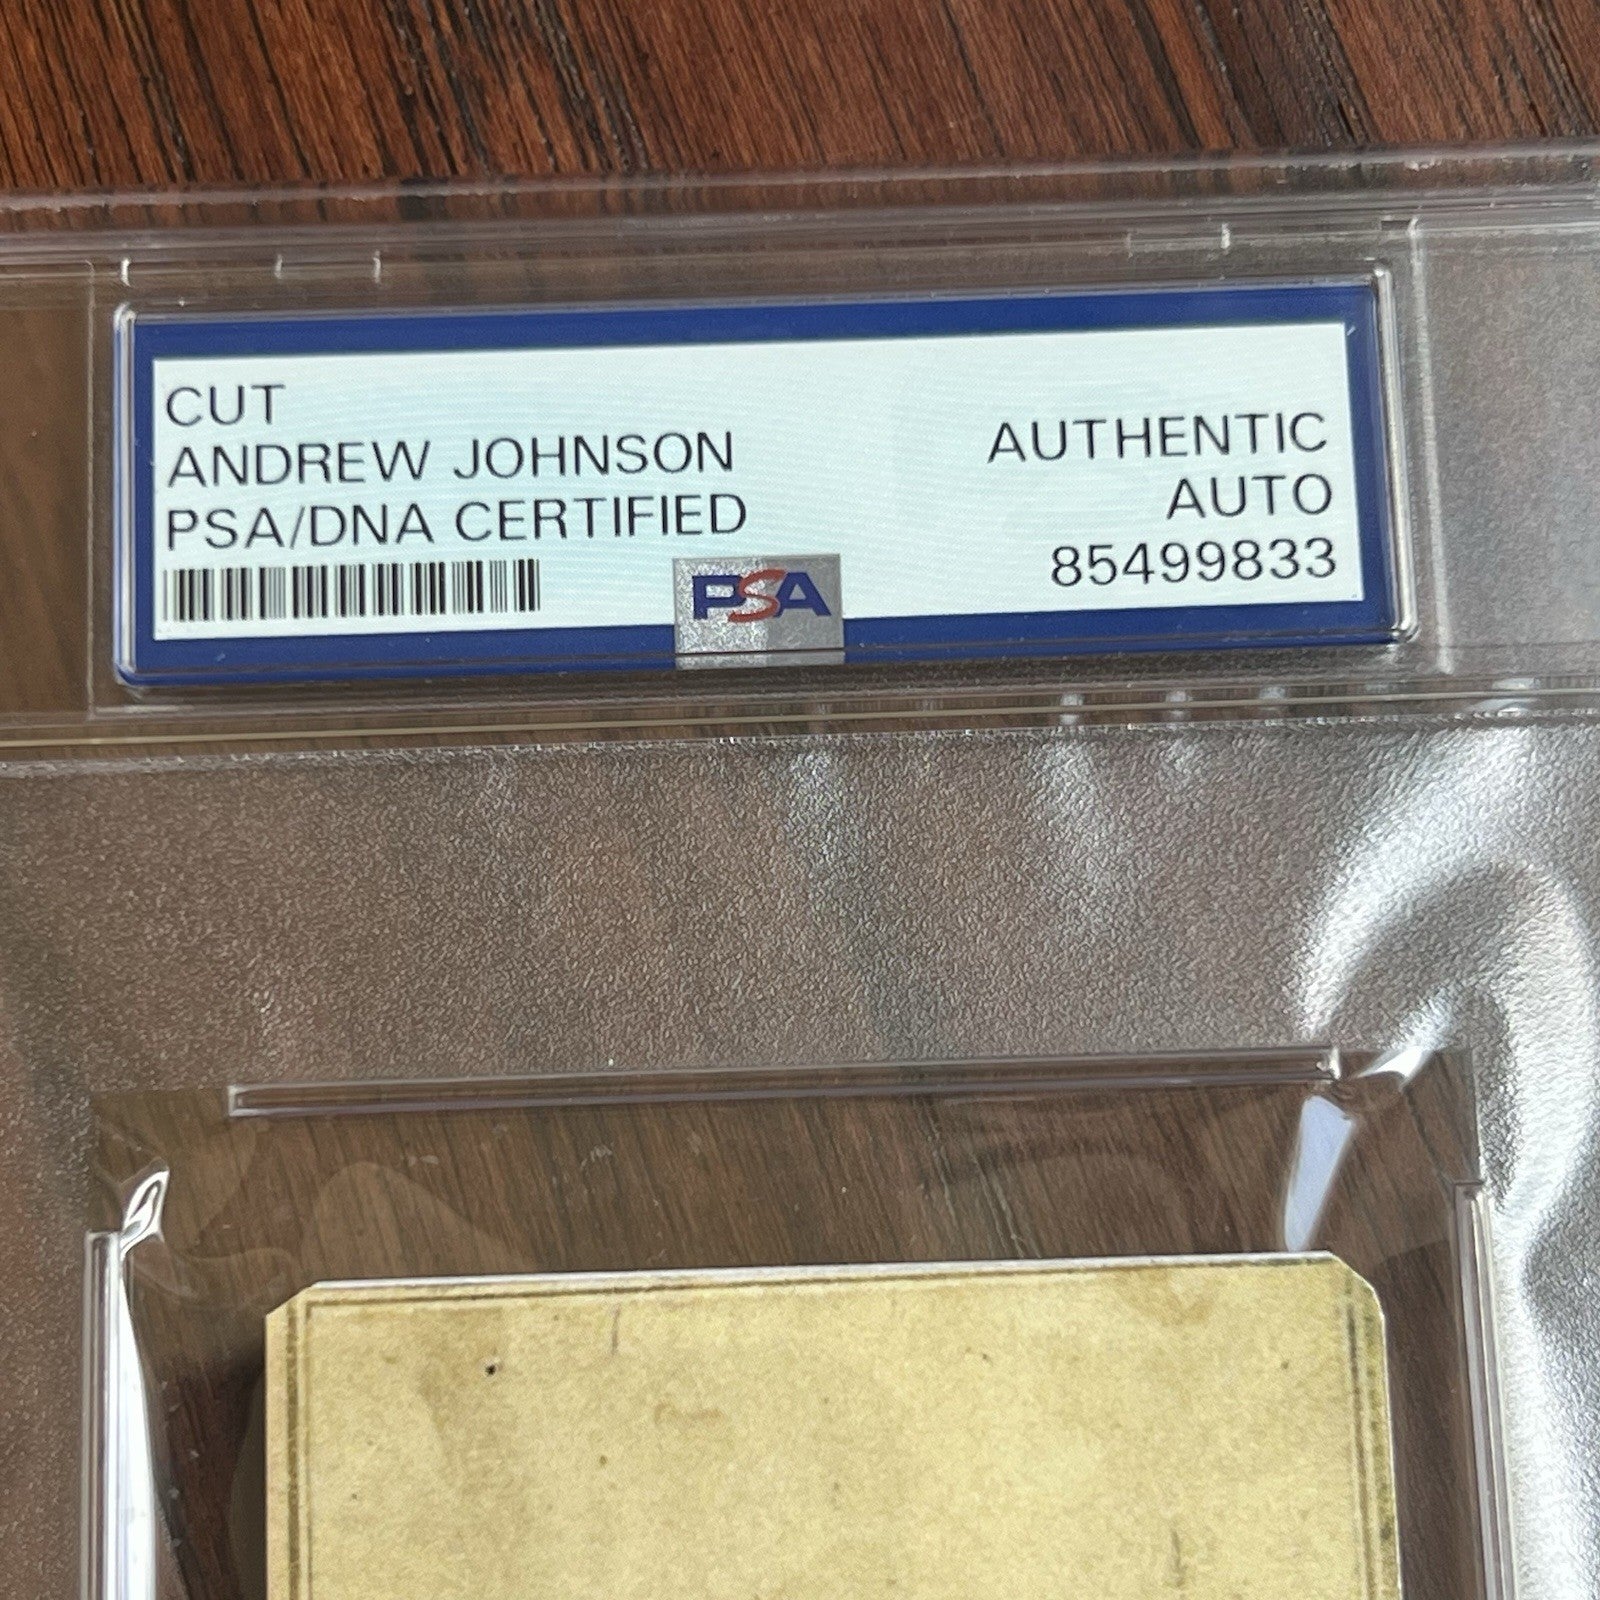 CUT
ANDREW JOHNSON
PSA/DNA CERTIFIED
AUTHENTIC
AUTO
85499833
PSA